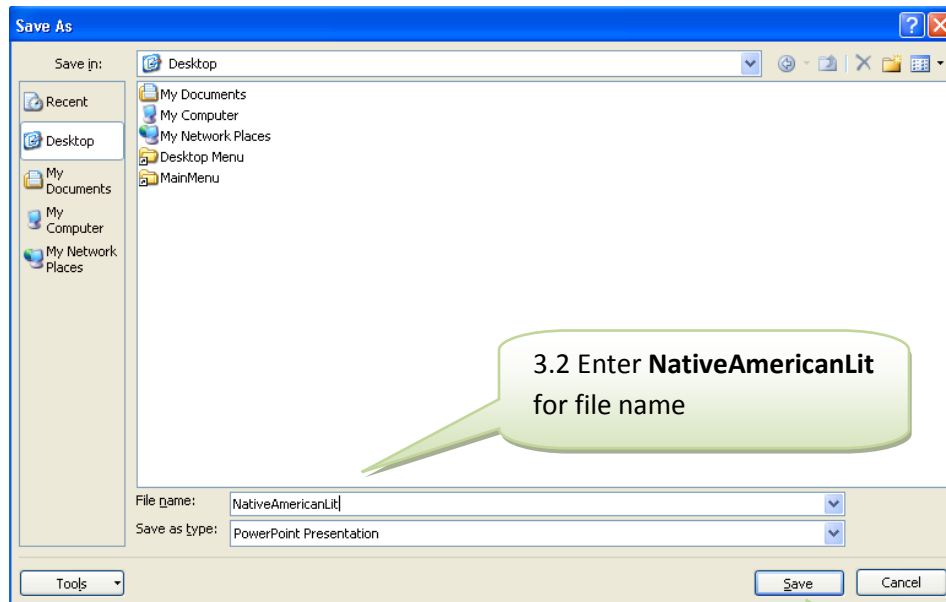 Save As
Save in:
Desktop
Recent
Desktop
My
Documents
My
Computer
My Network
Places
My Documents
My Computer
My Network Places
Desktop Menu
MainMenu
3.2 Enter NativeAmericanLit
for file name
File name:
NativeAmericanLit
Save as type:
PowerPoint Presentation
Tools
Save
Cancel